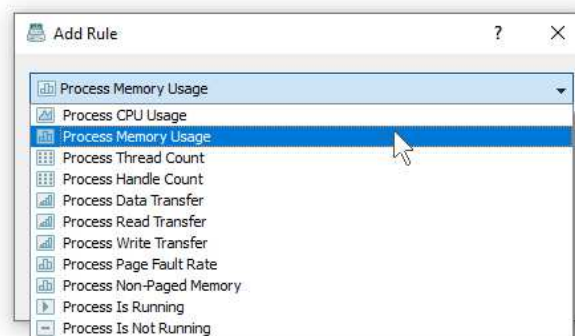 Add Rule
?
Process Memory Usage
Process CPU Usage
Process Memory Usage
Process Thread Count
Process Handle Count
Process Data Transfer
Process Read Transfer
Process Write Transfer
Process Page Fault Rate
Process Non-Paged Memory
Process Is Running
Process Is Not Running